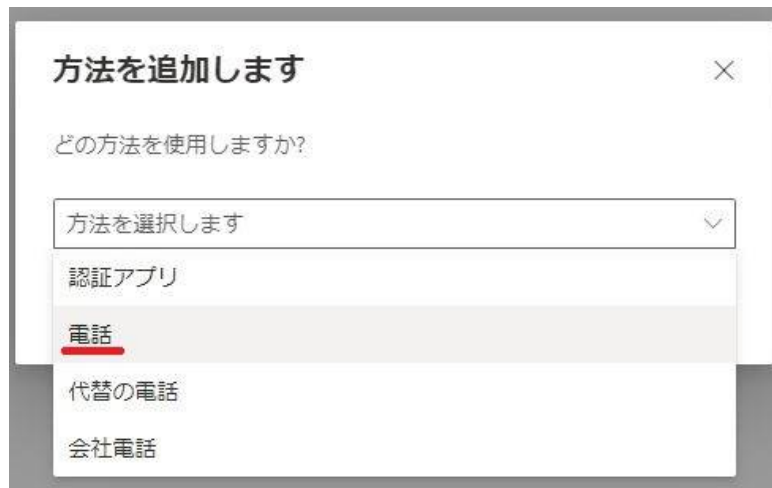 方法を追加します
どの方法を使用しますか?
方法を選択します
認証アプリ
電話
代替の電話
会社電話